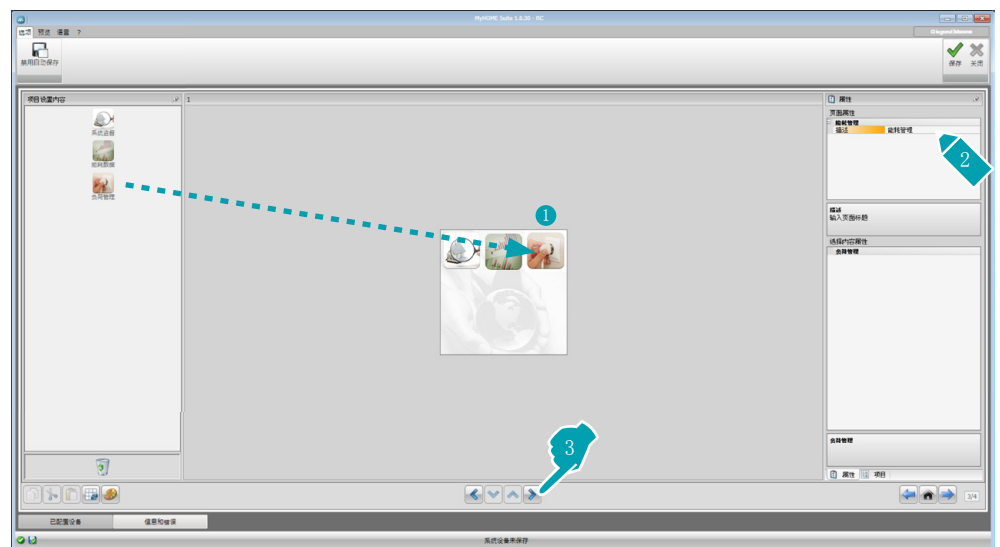 MyHOME Suite 1.6.36 - GC
选项 预览 语言 ?
禁用自动保存
保存 关闭
项目设置内容
1
属性
系统查看
能耗数据
负荷管理
页面属性
能耗管理
描述 能耗管理
2
描述
输入页面标题
1
选择内容属性
负荷管理
负荷管理
3
属性 项目
3/4
已配置设备 信息和错误
系统设备未保存